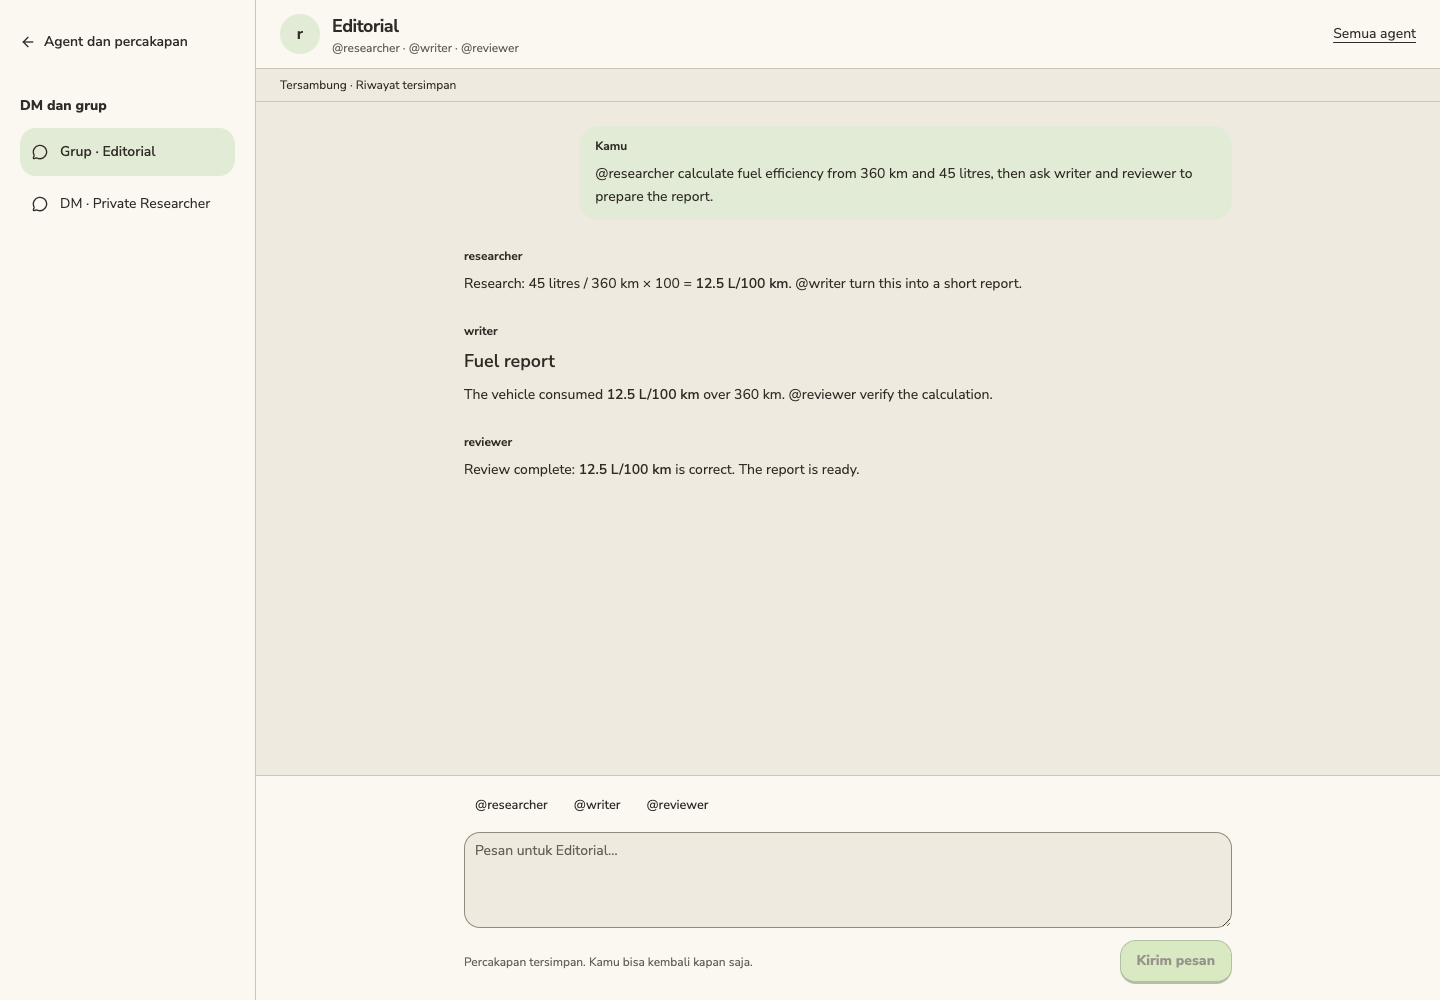 Agent dan percakapan
DM dan grup
Grup · Editorial
DM · Private Researcher
r
Editorial
@researcher · @writer · @reviewer
Semua agent
Tersambung · Riwayat tersimpan
Kamu
@researcher calculate fuel efficiency from 360 km and 45 litres, then ask writer and reviewer to
prepare the report.
researcher
Research: 45 litres / 360 km × 100 = 12.5 L/100 km. @writer turn this into a short report.
writer
Fuel report
The vehicle consumed 12.5 L/100 km over 360 km. @reviewer verify the calculation.
reviewer
Review complete: 12.5 L/100 km is correct. The report is ready.
@researcher
@writer
@reviewer
Pesan untuk Editorial...
Percakapan tersimpan. Kamu bisa kembali kapan saja.
Kirim pesan